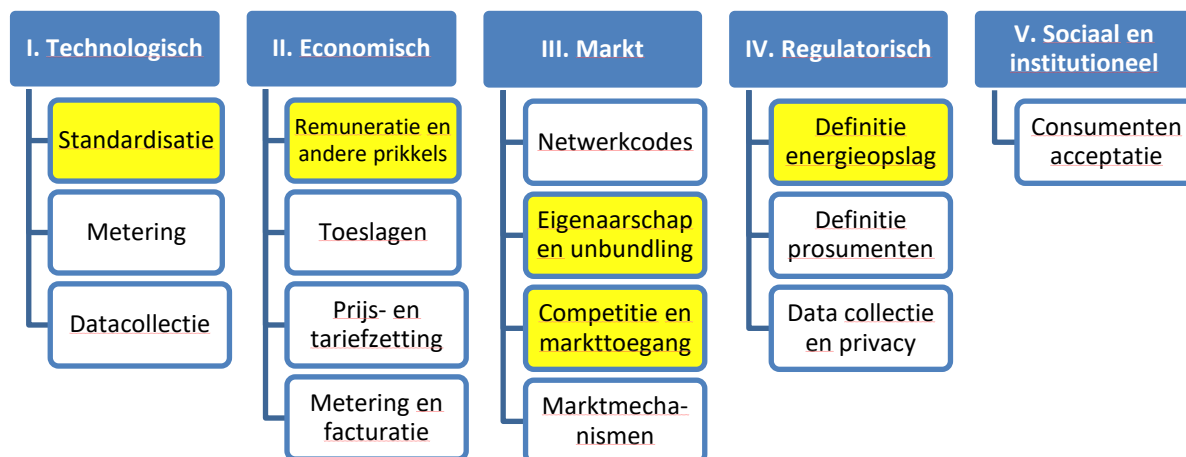 I. Technologisch
Standardisatie
Metering
Datacollectie
II. Economisch
Remuneratie en
andere prikkels
Toeslagen
Prijs- en
tariefzetting
Metering en
facturatie
III. Markt
Netwerkcodes
Eigenaarschap
en unbundling
Competitie en
markttoegang
Marktmecha-
nismen
IV. Regulatorisch
Definitie
energieopslag
Definitie
prosumenten
Data collectie
en privacy
V. Sociaal en
institutioneel
Consumenten
acceptatie